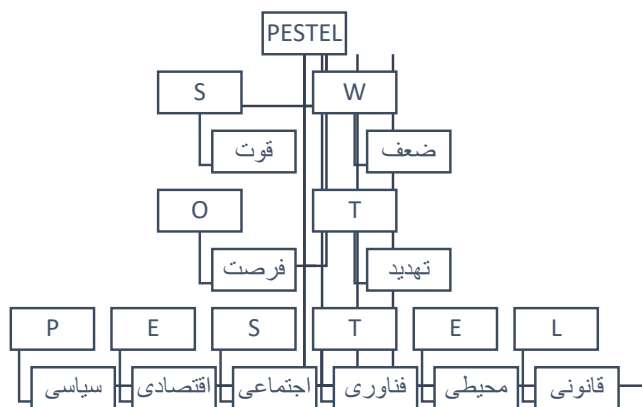 PESTEL
S
W
قوت
ضعف
O
T
فرصت
تهدید
P
E
S
T
E
L
سیاسی
اقتصادی
اجتماعی
فناوری
محیطی
قانونی